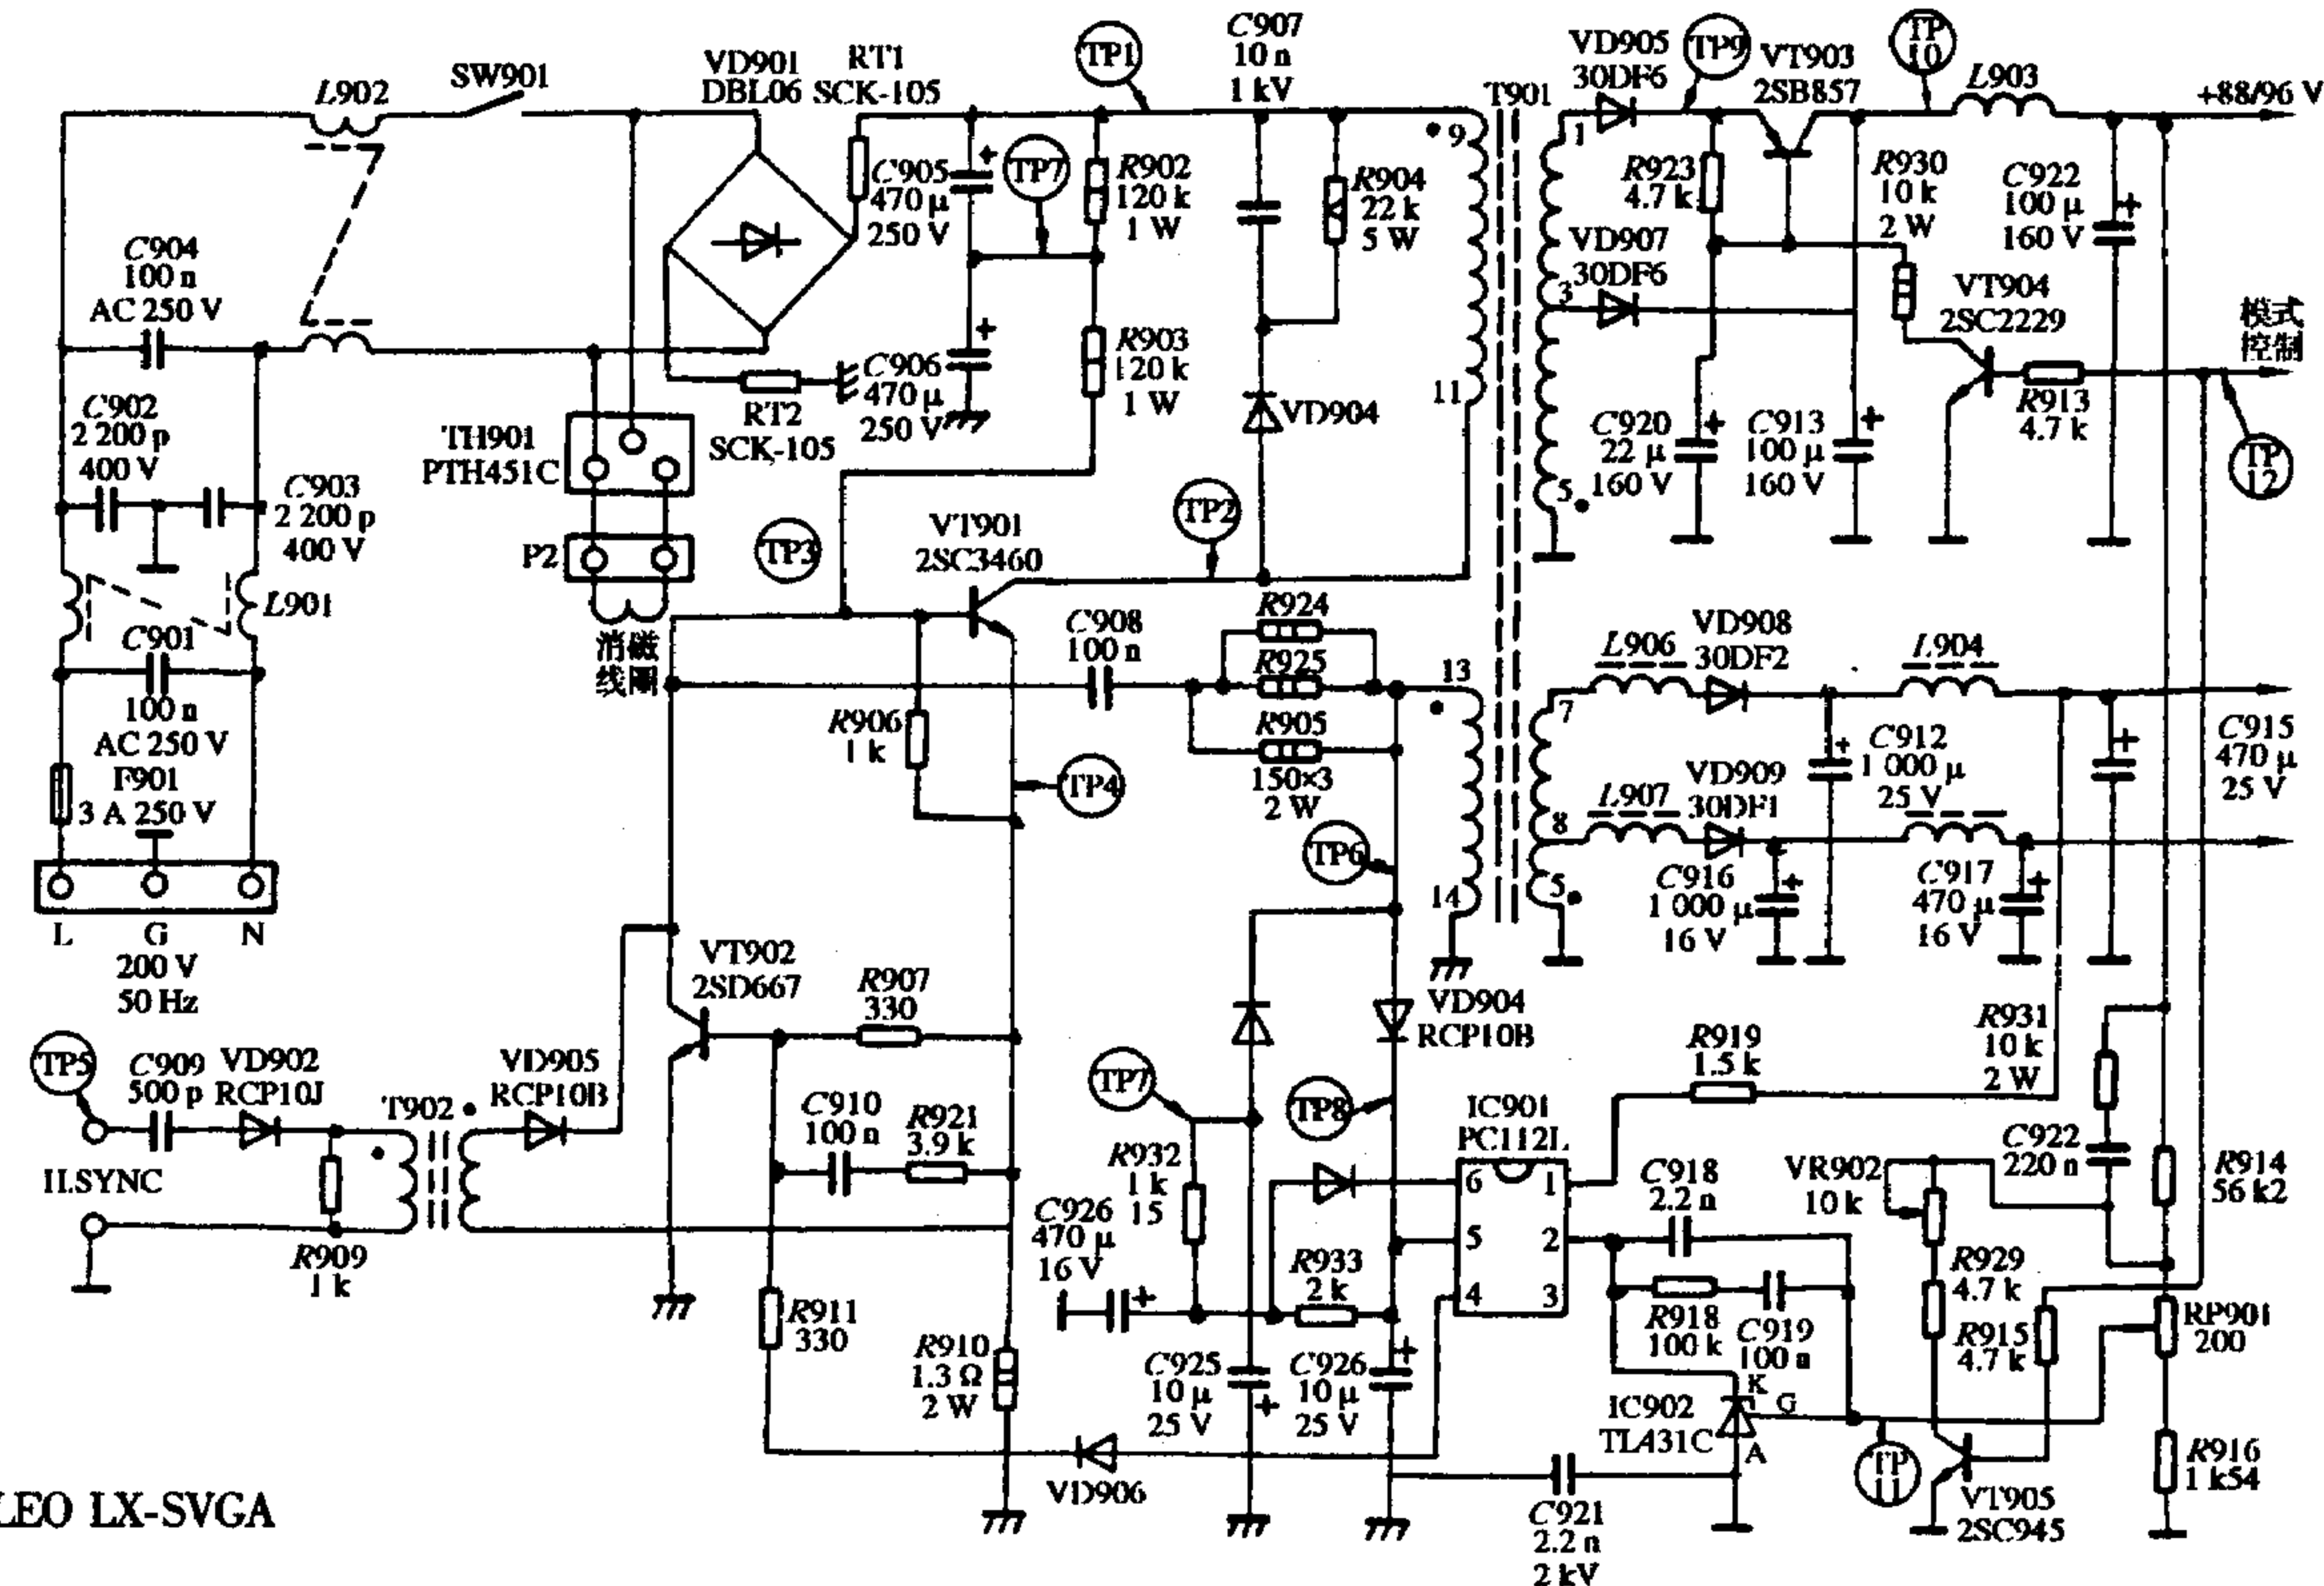 L902
SW901
VD901
DBL06
RT1
SCK-105
TP1
C907
10 n
1 kV
T901
VD905
30DF6
TP9
VT903
2SB857
TP
10
L903
+88/96 V
C904
100 n
AC 250 V
C905
470 μ
250 V
TP7
R902
120 k
1 W
R904
22 k
5 W
9
1
R923
4.7 k
R930
10 k
2 W
C922
100 μ
160 V
VD907
30DF6
3
VT904
2SC2229
模式
控制
C906
470 μ
250 V
R903
120 k
1 W
11
VD904
RT2
SCK-105
R913
4.7 k
C902
2 200 p
400 V
TH901
PTH451C
C920
22 μ
160 V
C913
100 μ
160 V
TP
12
C903
2 200 p
400 V
5
P2
TP3
VT901
2SC3460
TP2
L901
C901
100 n
AC 250 V
消磁
线圈
C908
100 n
R924
R925
R905
150×3
2 W
13
L906
VD908
30DF2
L904
7
R906
1 k
TP4
C912
1 000 μ
25 V
C915
470 μ
25 V
F901
3 A 250 V
L907
VD909
30DF1
8
TP6
14
5
C916
1 000 μ
16 V
C917
470 μ
16 V
L
G
N
200 V
50 Hz
VT902
2SD667
R907
330
VD904
RCP10B
R919
1.5 k
R931
10 k
2 W
TP5
C909
500 p
VD902
RCP10J
T902
VD905
RCP10B
C910
100 n
R921
3.9 k
TP7
TP8
IC901
PC112L
R932
1 k
15
H.SYNC
R909
1 k
C926
470 μ
16 V
R933
2 k
6
5
4
1
2
3
C918
2.2 n
R918
100 k
C919
100 n
VR902
10 k
C922
220 n
R914
56 k2
R929
4.7 k
R915
4.7 k
RP901
200
R911
330
R910
1.3 Ω
2 W
C925
10 μ
25 V
C926
10 μ
25 V
K
G
A
IC902
TL431C
TP
11
R916
1 k54
VD906
C921
2.2 n
2 kV
VT905
2SC945
LEO LX-SVGA